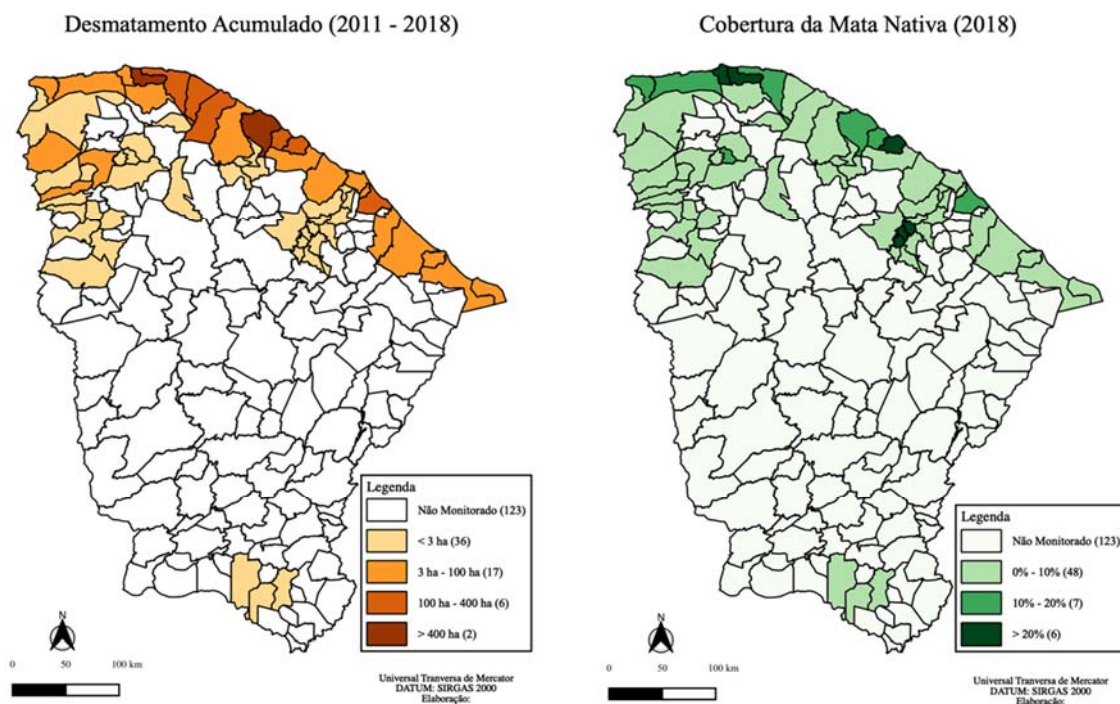 Desmatamento Acumulado (2011 - 2018)
Legenda
Não Monitorado (123)
< 3 ha (36)
3 ha - 100 ha (17)
100 ha - 400 ha (6)
> 400 ha (2)
N
0 50 100 km
Universal Tranversa de Mercator
DATUM: SIRGAS 2000
Elaboração:
Cobertura da Mata Nativa (2018)
Legenda
Não Monitorado (123)
0% - 10% (48)
10% - 20% (7)
> 20% (6)
N
0 50 100 km
Universal Tranversa de Mercator
DATUM: SIRGAS 2000
Elaboração: